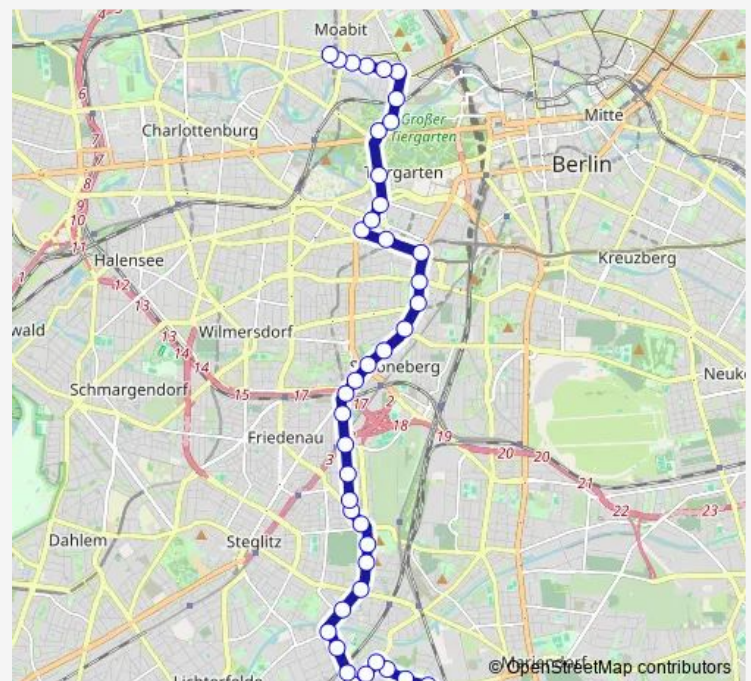 4
Moabit
6
Charlottenburg
Großer
Tiergarten
Mitte
7
7
8
Tiergarten
Berlin
9
10
11
Halensee
Kreuzberg
1
12
13
wald
13
14
14
Wilmersdorf
Schöneberg
Schmargendorf
15
17
Neuk
17
2
18
19
Friedenau
3
20
20
21
22
23
Dahlem
Steglitz
Lichterfelde
Mariendorf
© OpenStreetMap contributors